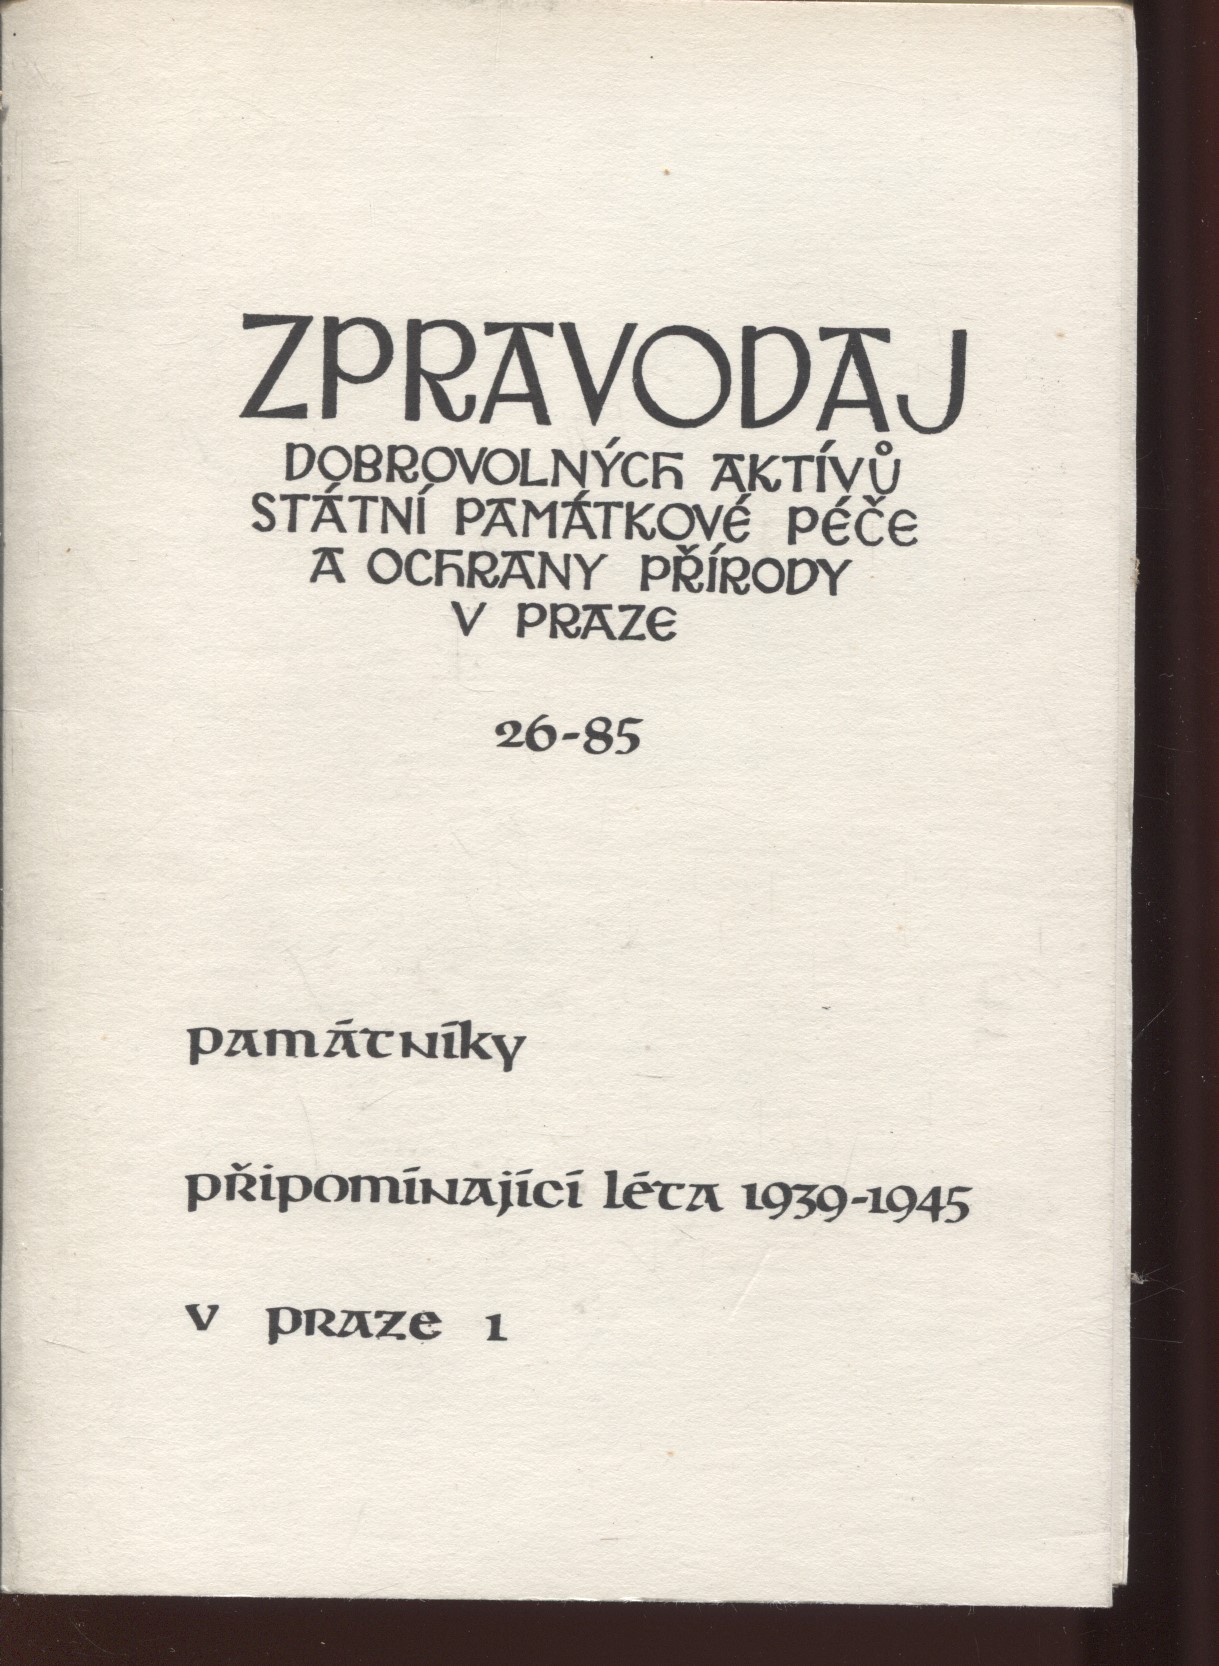 ZPRAVODAJ
DOBROVOLNÝCH AKTÍVŮ
STÁTNÍ PAMÁTKOVÉ PÉČE
A OCHRANY PŘÍRODY
V PRAZE
26-85
památníky
připomínající léta 1939-1945
v praze 1